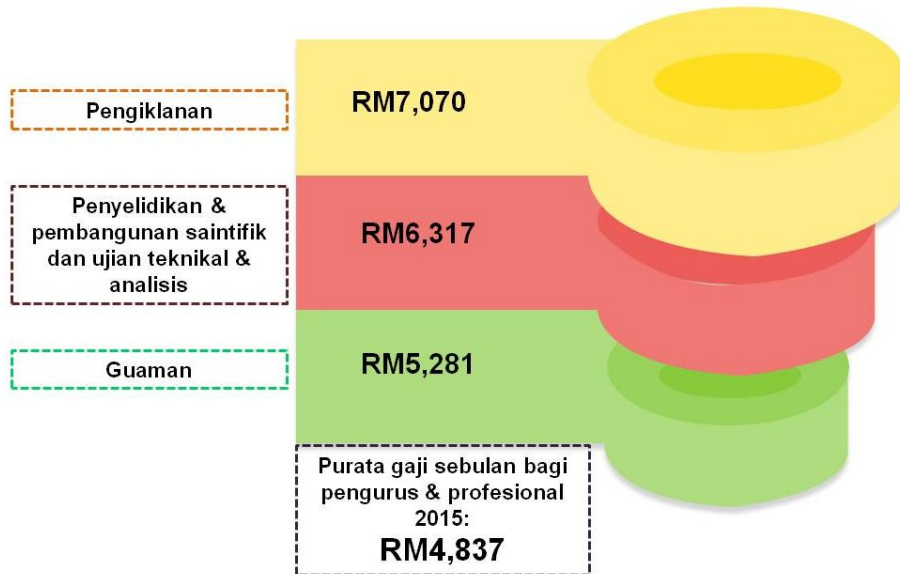 Pengiklanan
RM7,070
Penyelidikan &
pembangunan saintifik
dan ujian teknikal &
analisis
RM6,317
Guaman
RM5,281
Purata gaji sebulan bagi
pengurus & profesional
2015:
RM4,837